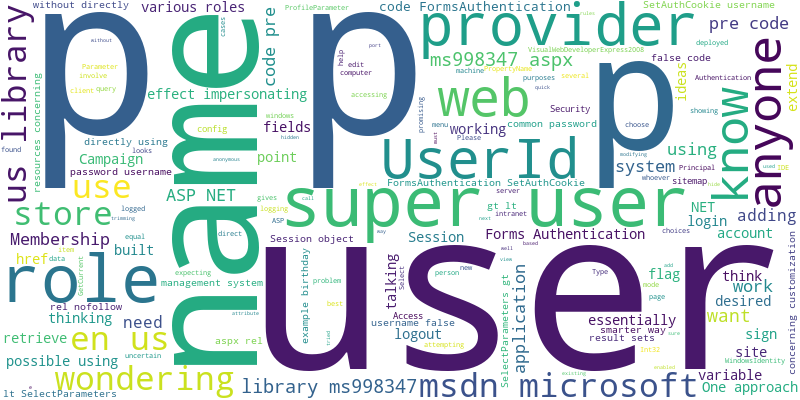 without directly
various roles
code FormsAuthentication
ProfileParameter
SetAuthCookie username
p
p
p
provider
pre code
cases
us library
resources concerning
Parameter
involve
client
query
name
code pre
ms998347 aspx
VisualWebDeveloperExpress2008
false code
deployed
help
edit
computer
port
without
machine
PropertyName
purposes
several
Authentication
ideas
extend
effect impersonating
web
accessing
promising
quick
showing
anyone
directly using
config
windows
fields
common password
Security
menu
Please
working
choose
know
found
looks
hidden
point
UserId
system
using
modifying
whoever
used
IDE
Campaign
password username
anonymous
use
ASP NET
FormsAuthentication SetAuthCookie
Principal
sitemap
store
logged
gives
logging
super user
gt lt
server
intranet
NET
login
adding
Membership
equal
ASP
call
next
Forms Authentication
account
href
built
Session object
Session
role
data
item
management system
expecting
direct
user
talking
Select
Access
person
new
view
based
way
Type
choices
add
flag
think
rel nofollow
need
example birthday
problem
best
tried
essentially
mode
page
work
thinking
retrieve
GetCurrent
attribute
username false
smarter way
result sets
desired
en us
aspx rel
logout
application
want
sign
possible using
uncertain
attempting
SelectParameters gt
Int32
site
WindowsIdentity
sure
concerning customization
wondering
existing
enabled
variable
lt SelectParameters
library ms998347
msdn microsoft
One approach